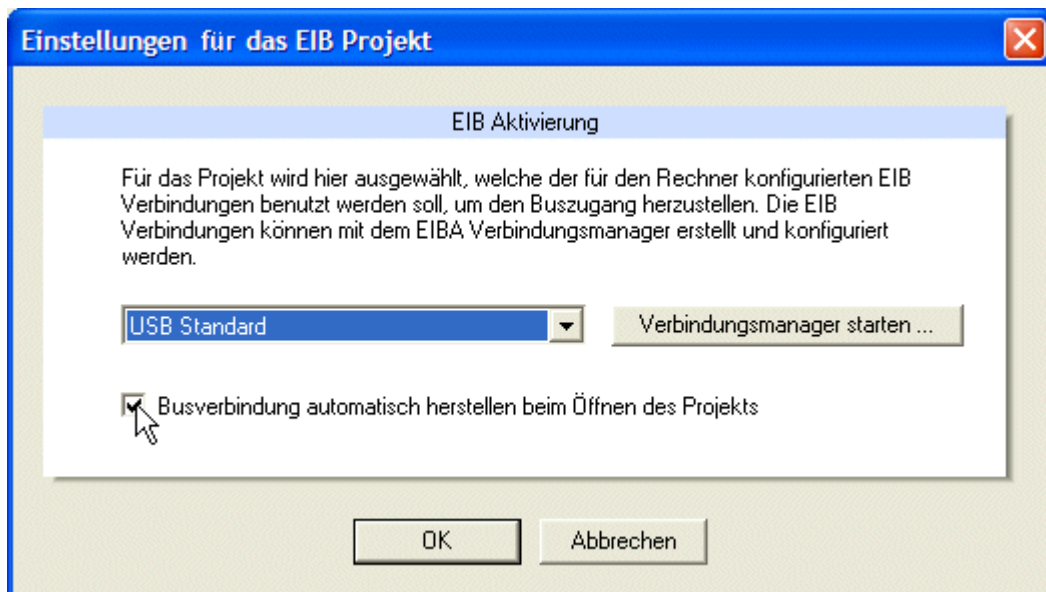 Einstellungen für das EIB Projekt
EIB Aktivierung
Für das Projekt wird hier ausgewählt, welche der für den Rechner konfigurierten EIB
Verbindungen benutzt werden soll, um den Buszugang herzustellen. Die EIB
Verbindungen können mit dem EIBA Verbindungsmanager erstellt und konfiguriert
werden.
USB Standard
Verbindungsmanager starten ...
Busverbindung automatisch herstellen beim Öffnen des Projekts
OK
Abbrechen